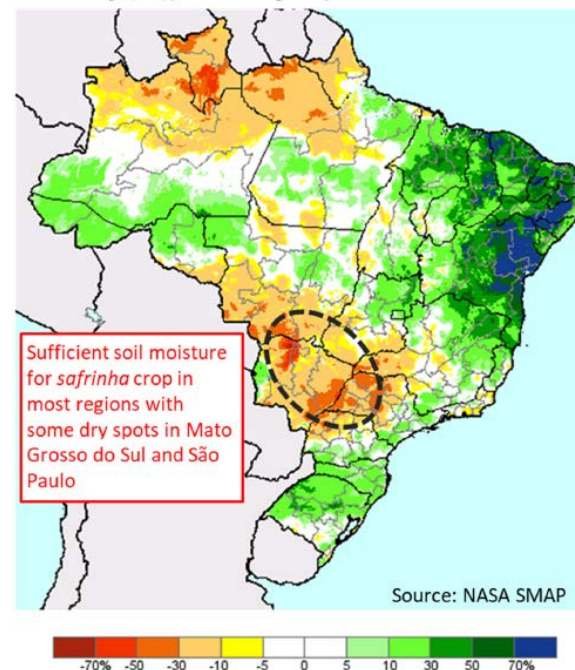 Sufficient soil moisture
for safrinha crop in
most regions with
some dry spots in Mato
Grosso do Sul and São
Paulo
Source: NASA SMAP
-70% -50 -30 -10 -5 0 5 10 30 50 70%